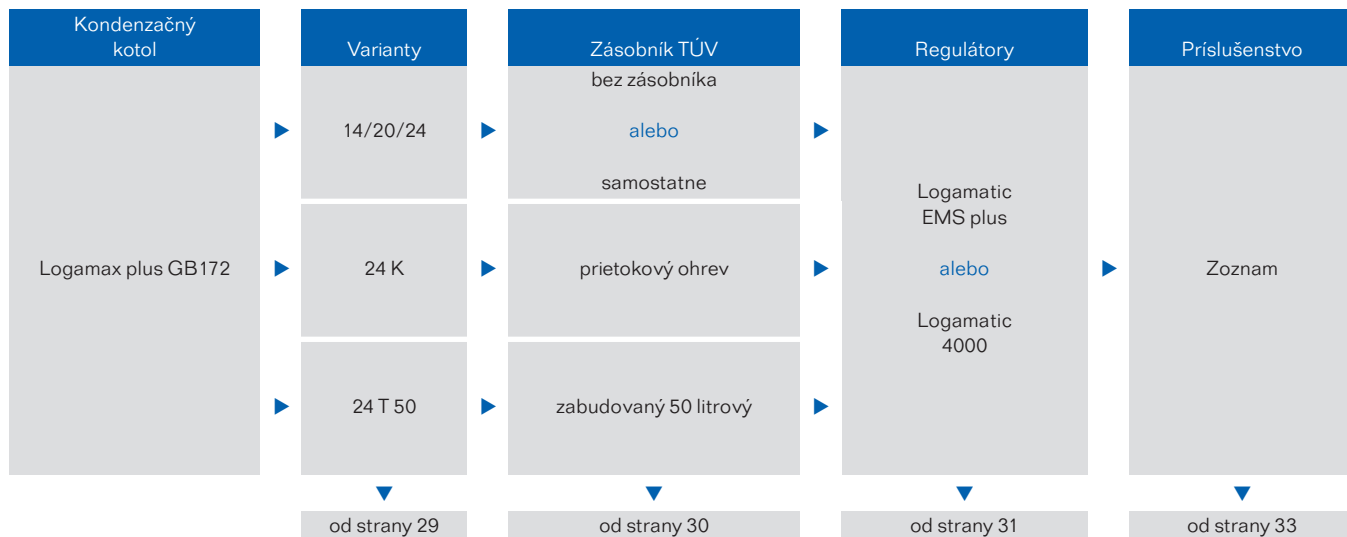 Kondenzačný
kotol
Varianty
Zásobník TÚV
Regulátory
Príslušenstvo
Logamax plus GB172
14/20/24
bez zásobníka
alebo
samostatne
24 K
prietokový ohrev
24 T 50
zabudovaný 50 litrový
Logamatic
EMS plus
alebo
Logamatic
4000
Zoznam
od strany 29
od strany 30
od strany 31
od strany 33